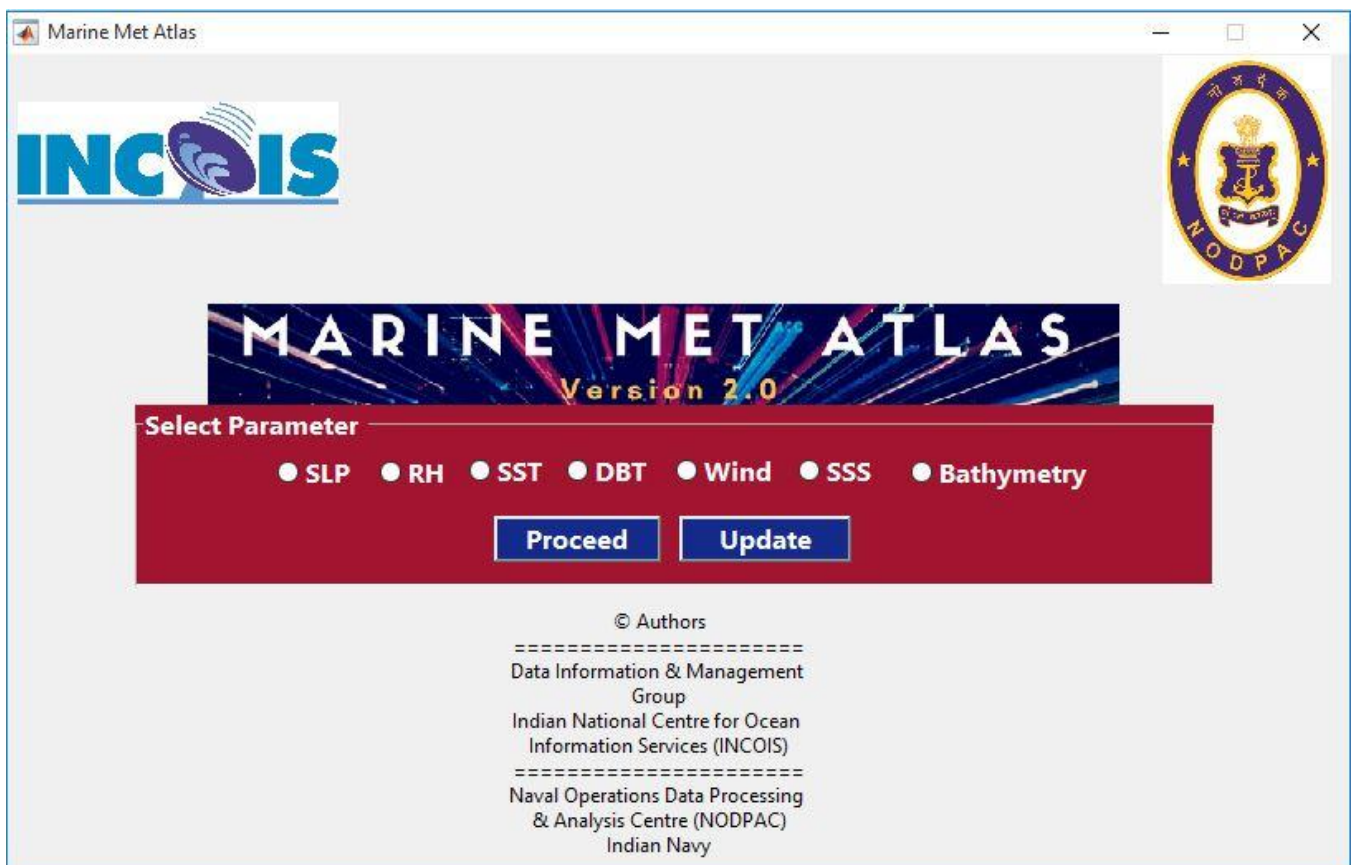 Marine Met Atlas
INCOIS
नौ सं दं क
NODPAC
MARINE MET ATLAS
Version 2.0
Select Parameter
SLP RH SST DBT Wind SSS Bathymetry
Proceed Update
© Authors
======================
Data Information & Management
Group
Indian National Centre for Ocean
Information Services (INCOIS)
======================
Naval Operations Data Processing
& Analysis Centre (NODPAC)
Indian Navy